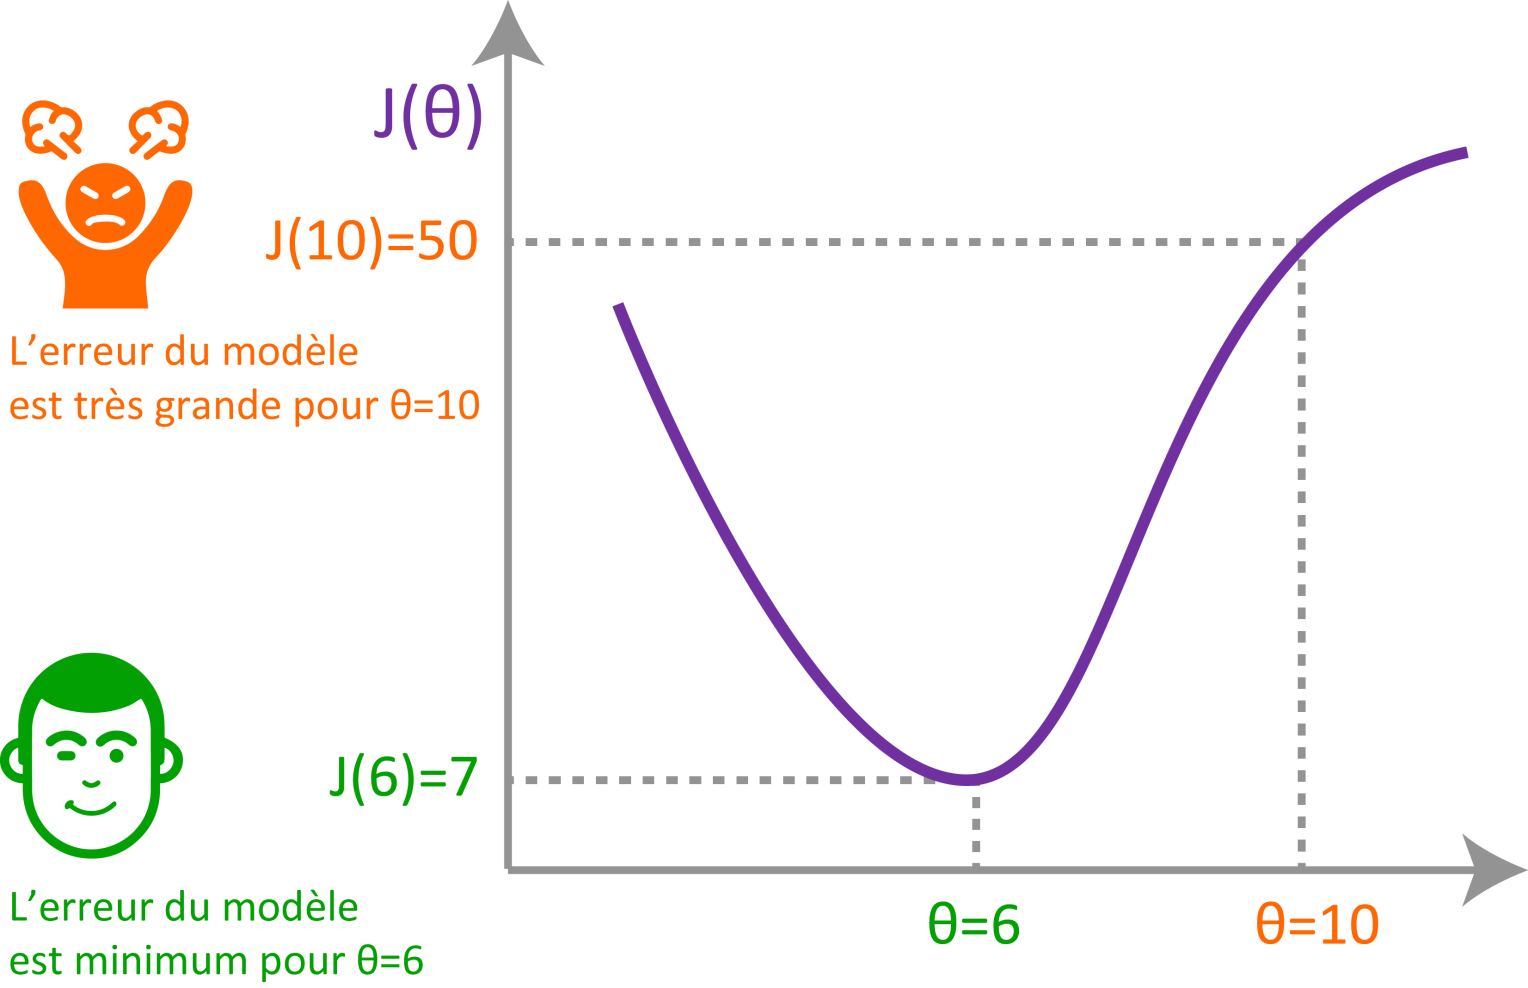 J(θ)
J(10)=50
L’erreur du modèle
est très grande pour θ=10
J(6)=7
L’erreur du modèle
est minimum pour θ=6
θ=6
θ=10